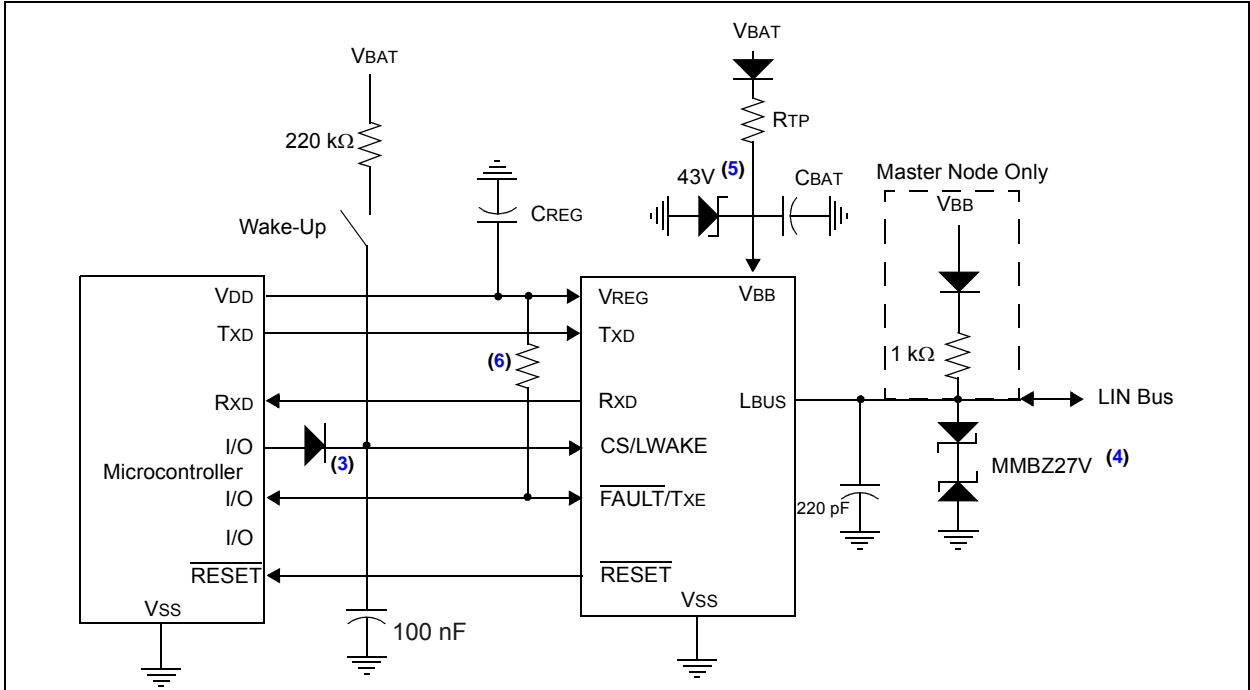 VBAT
VBAT
220 kΩ
RTP
43V (5)
CBAT
Master Node Only
VBB
CREG
Wake-Up
VDD
VREG
VBB
TXD
TXD
(6)
1 kΩ
RXD
RXD
LBUS
LIN Bus
I/O
(3)
CS/LWAKE
Microcontroller
MMBZ27V (4)
I/O
FAULT/TXE
220 pF
I/O
RESET
RESET
VSS
VSS
100 nF